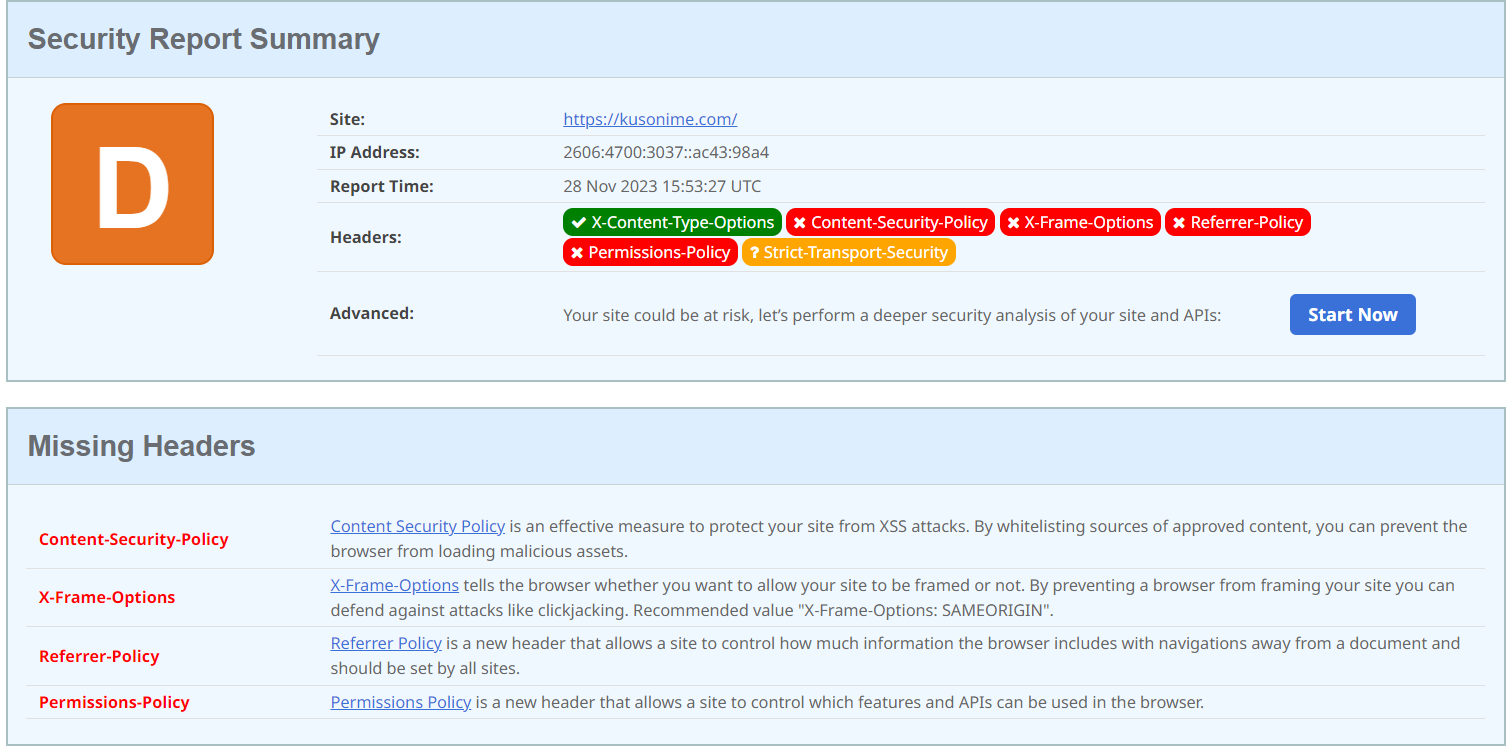 Security Report Summary
D
Site: https://kusonime.com/
IP Address: 2606:4700:3037::ac43:98a4
Report Time: 28 Nov 2023 15:53:27 UTC
Headers: X-Content-Type-Options Content-Security-Policy X-Frame-Options Referrer-Policy
Permissions-Policy ? Strict-Transport-Security
Advanced: Your site could be at risk, let’s perform a deeper security analysis of your site and APIs: Start Now
Missing Headers
Content-Security-Policy Content Security Policy is an effective measure to protect your site from XSS attacks. By whitelisting sources of approved content, you can prevent the
browser from loading malicious assets.
X-Frame-Options X-Frame-Options tells the browser whether you want to allow your site to be framed or not. By preventing a browser from framing your site you can
defend against attacks like clickjacking. Recommended value "X-Frame-Options: SAMEORIGIN".
Referrer-Policy Referrer Policy is a new header that allows a site to control how much information the browser includes with navigations away from a document and
should be set by all sites.
Permissions-Policy Permissions Policy is a new header that allows a site to control which features and APIs can be used in the browser.